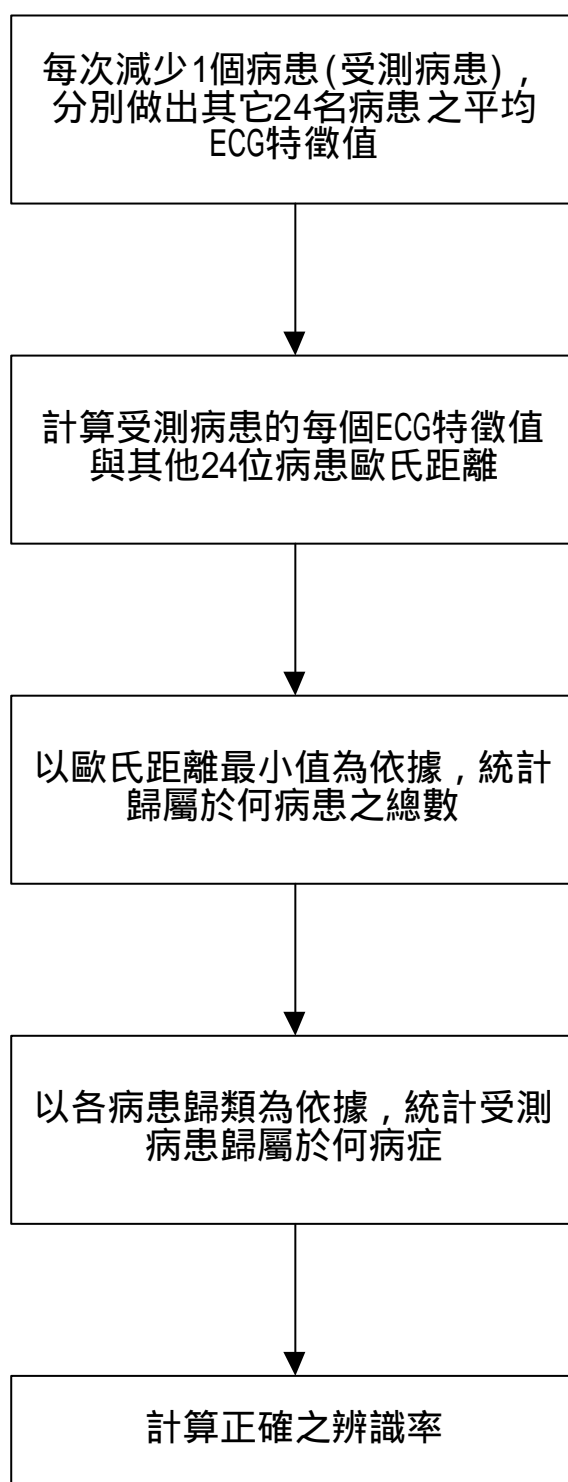 每次減少1個病患(受測病患)，
分別做出其它24名病患之平均
ECG特徵值
計算受測病患的每個ECG特徵值
與其他24位病患歐氏距離
以歐氏距離最小值為依據，統計
歸屬於何病患之總數
以各病患歸類為依據，統計受測
病患歸屬於何病症
計算正確之辨識率